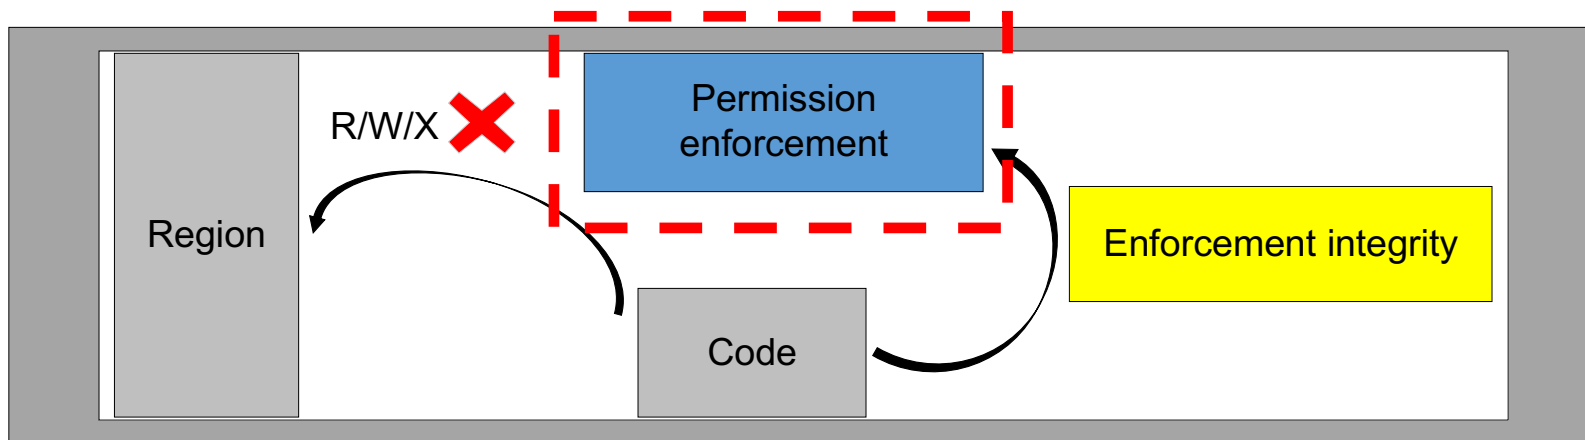 Permission
enforcement
R/W/X
Region
Enforcement integrity
Code